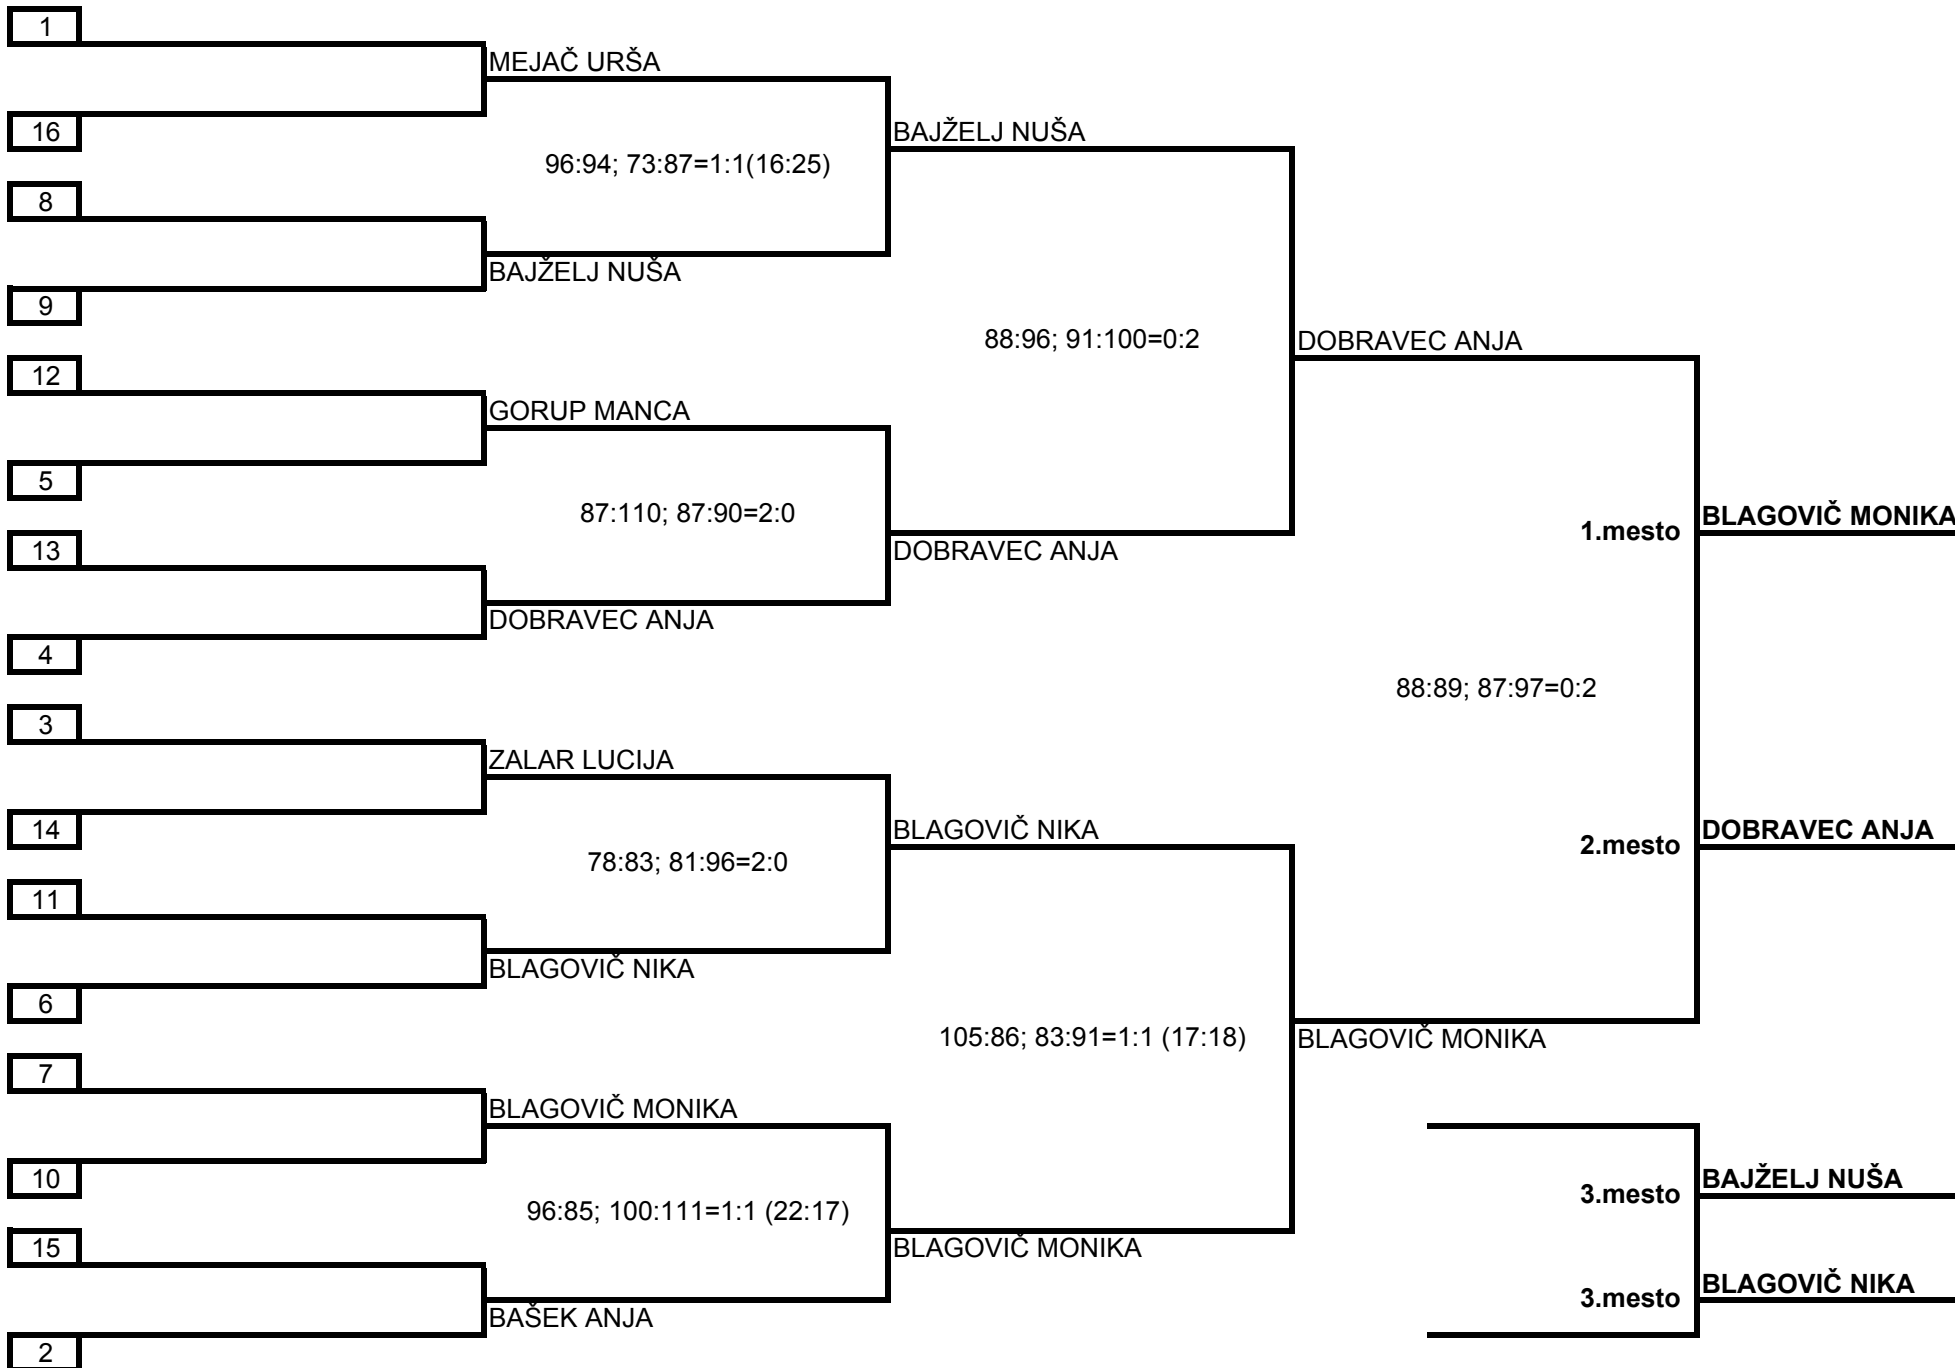 1
MEJAČ URŠA
16
BAJŽELJ NUŠA
96:94; 73:87=1:1(16:25)
8
BAJŽELJ NUŠA
9
88:96; 91:100=0:2
DOBRAVEC ANJA
12
GORUP MANCA
5
87:110; 87:90=2:0
1.mesto
BLAGOVIČ MONIKA
13
DOBRAVEC ANJA
DOBRAVEC ANJA
4
88:89; 87:97=0:2
3
ZALAR LUCIJA
14
BLAGOVIČ NIKA
2.mesto
DOBRAVEC ANJA
78:83; 81:96=2:0
11
BLAGOVIČ NIKA
6
105:86; 83:91=1:1 (17:18)
BLAGOVIČ MONIKA
7
BLAGOVIČ MONIKA
10
3.mesto
BAJŽELJ NUŠA
96:85; 100:111=1:1 (22:17)
15
BLAGOVIČ MONIKA
3.mesto
BLAGOVIČ NIKA
BAŠEK ANJA
2